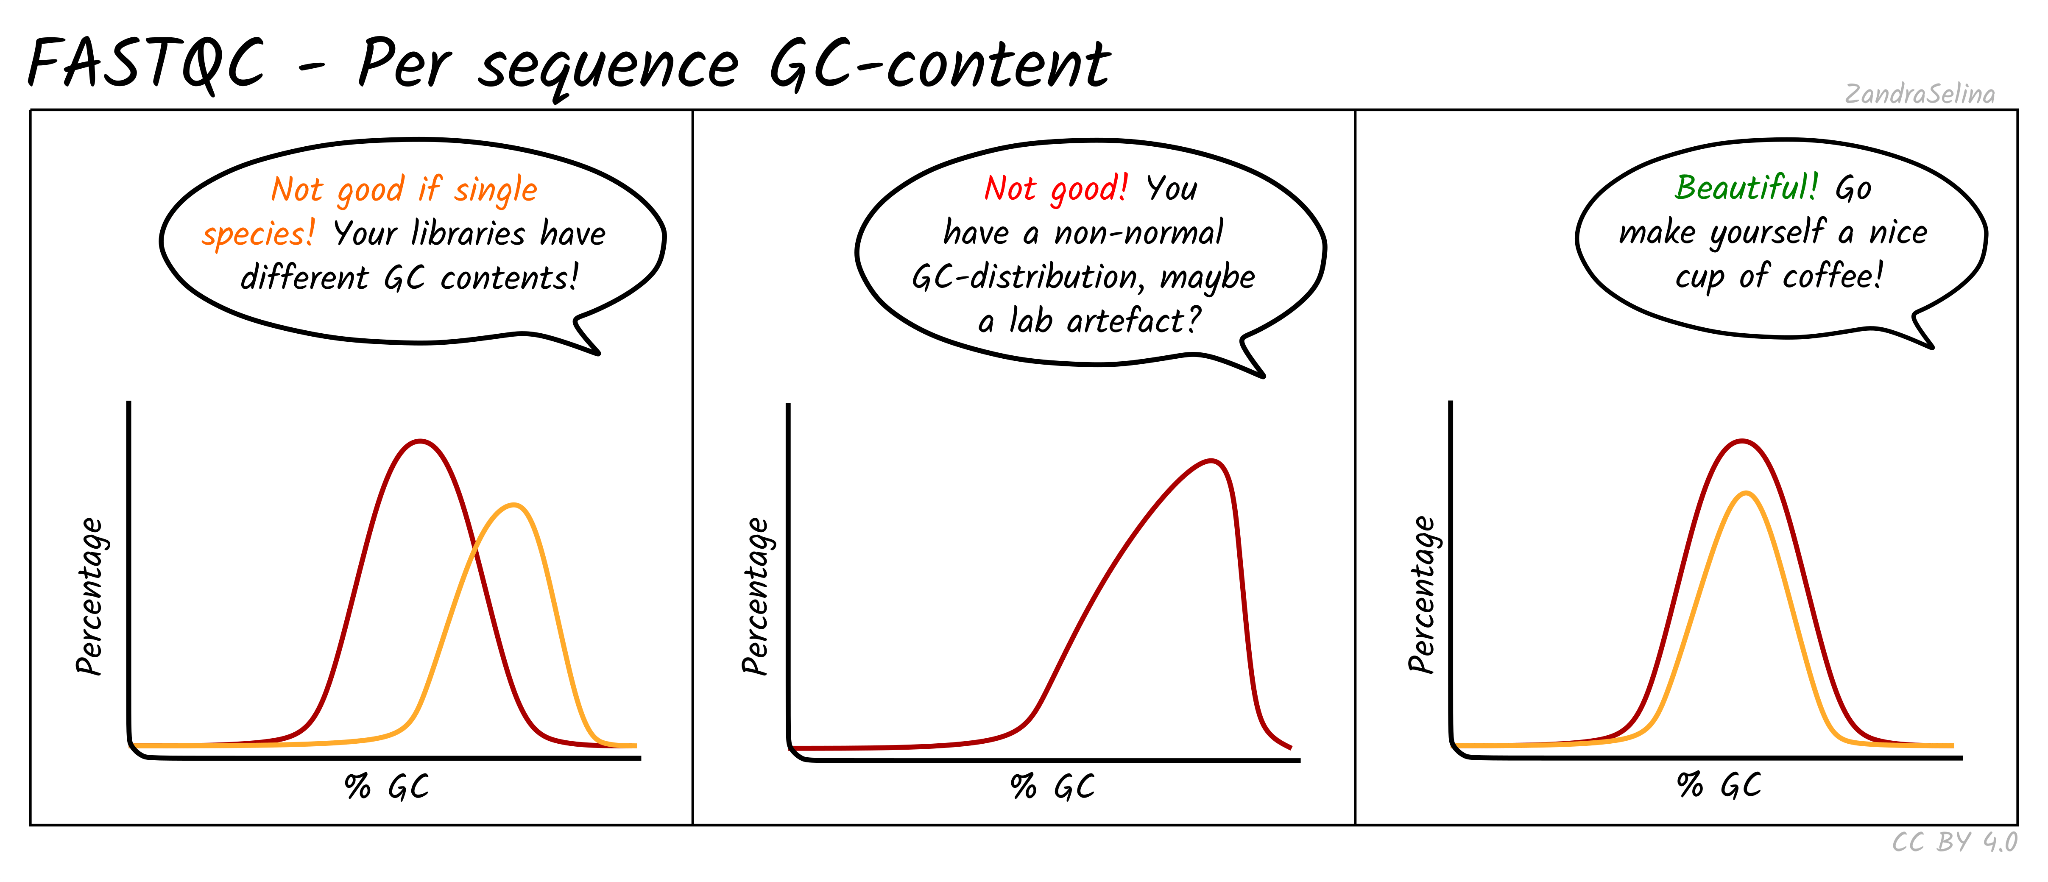 FASTQC - Per sequence GC-content
ZandraSelina
Not good if single
species! Your libraries have
different GC contents!
Percentage
% GC
Not good! You
have a non-normal
GC-distribution, maybe
a lab artefact?
Percentage
% GC
Beautiful! Go
make yourself a nice
cup of coffee!
Percentage
% GC
CC BY 4.0